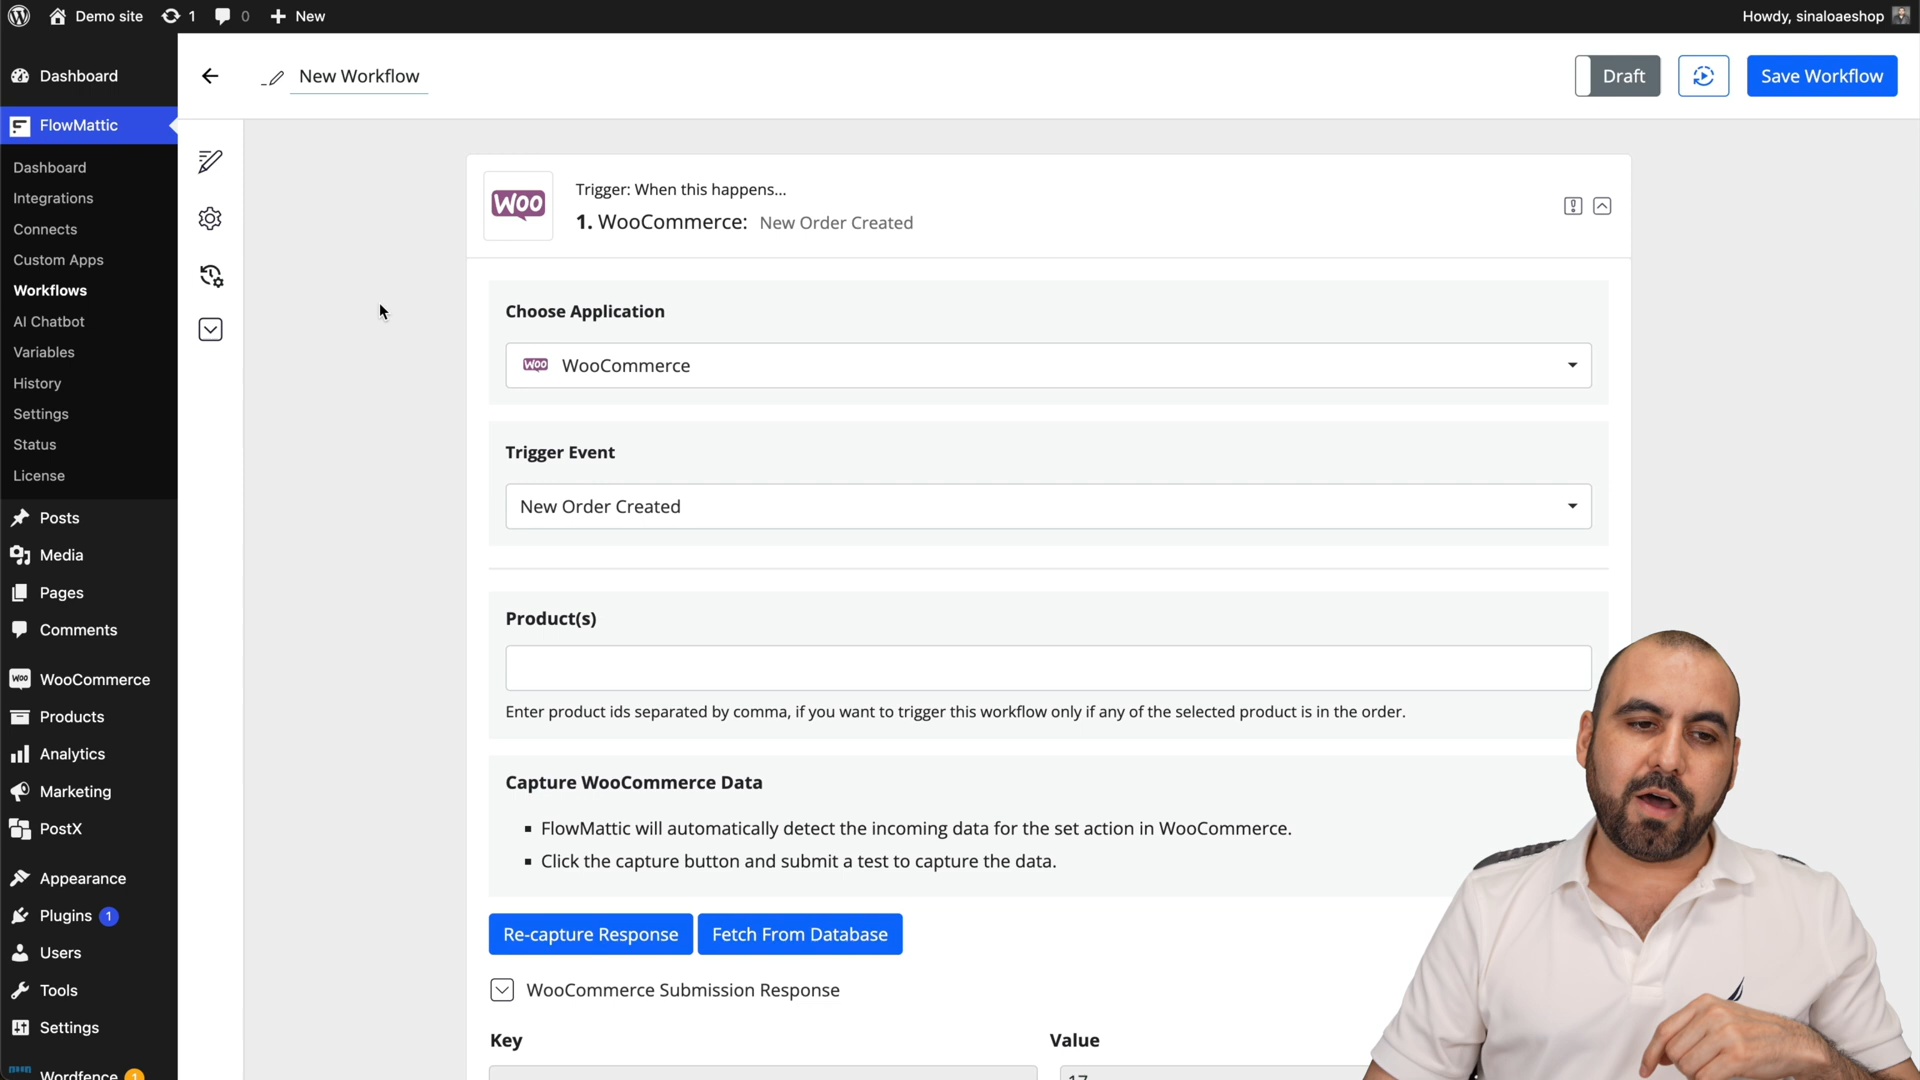 Demo site
1
0
New
Howdy, sinaloaeshop
Dashboard
FlowMattic
Dashboard
Integrations
Connects
Custom Apps
Workflows
AI Chatbot
Variables
History
Settings
Status
License
Posts
Media
Pages
Comments
WooCommerce
Products
Analytics
Marketing
PostX
Appearance
Plugins 1
Users
Tools
Settings
Wordfence 1
New Workflow
Draft
Save Workflow
WOO
Trigger: When this happens...
1. WooCommerce: New Order Created
Choose Application
WOO WooCommerce
Trigger Event
New Order Created
Product(s)
Enter product ids separated by comma, if you want to trigger this workflow only if any of the selected product is in the order.
Capture WooCommerce Data
▪ FlowMattic will automatically detect the incoming data for the set action in WooCommerce.
▪ Click the capture button and submit a test to capture the data.
Re-capture Response
Fetch From Database
WooCommerce Submission Response
Key
Value
17